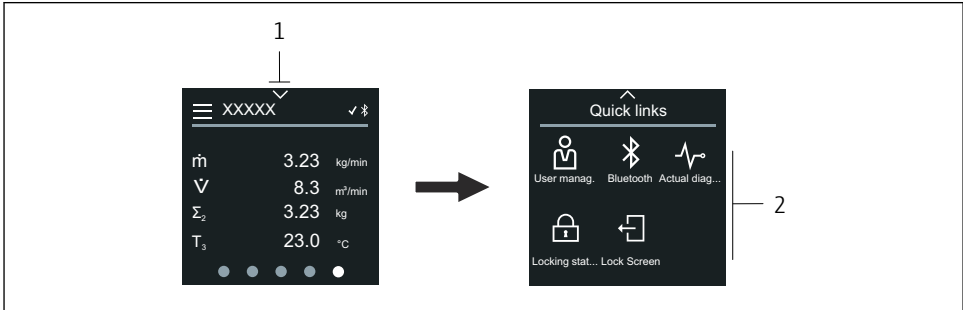 1
XXXXX
ṁ 3.23 kg/min
V̇ 8.3 m³/min
Σ₂ 3.23 kg
T₃ 23.0 °C
Quick links
User manag. Bluetooth Actual diag...
Locking stat... Lock Screen
2